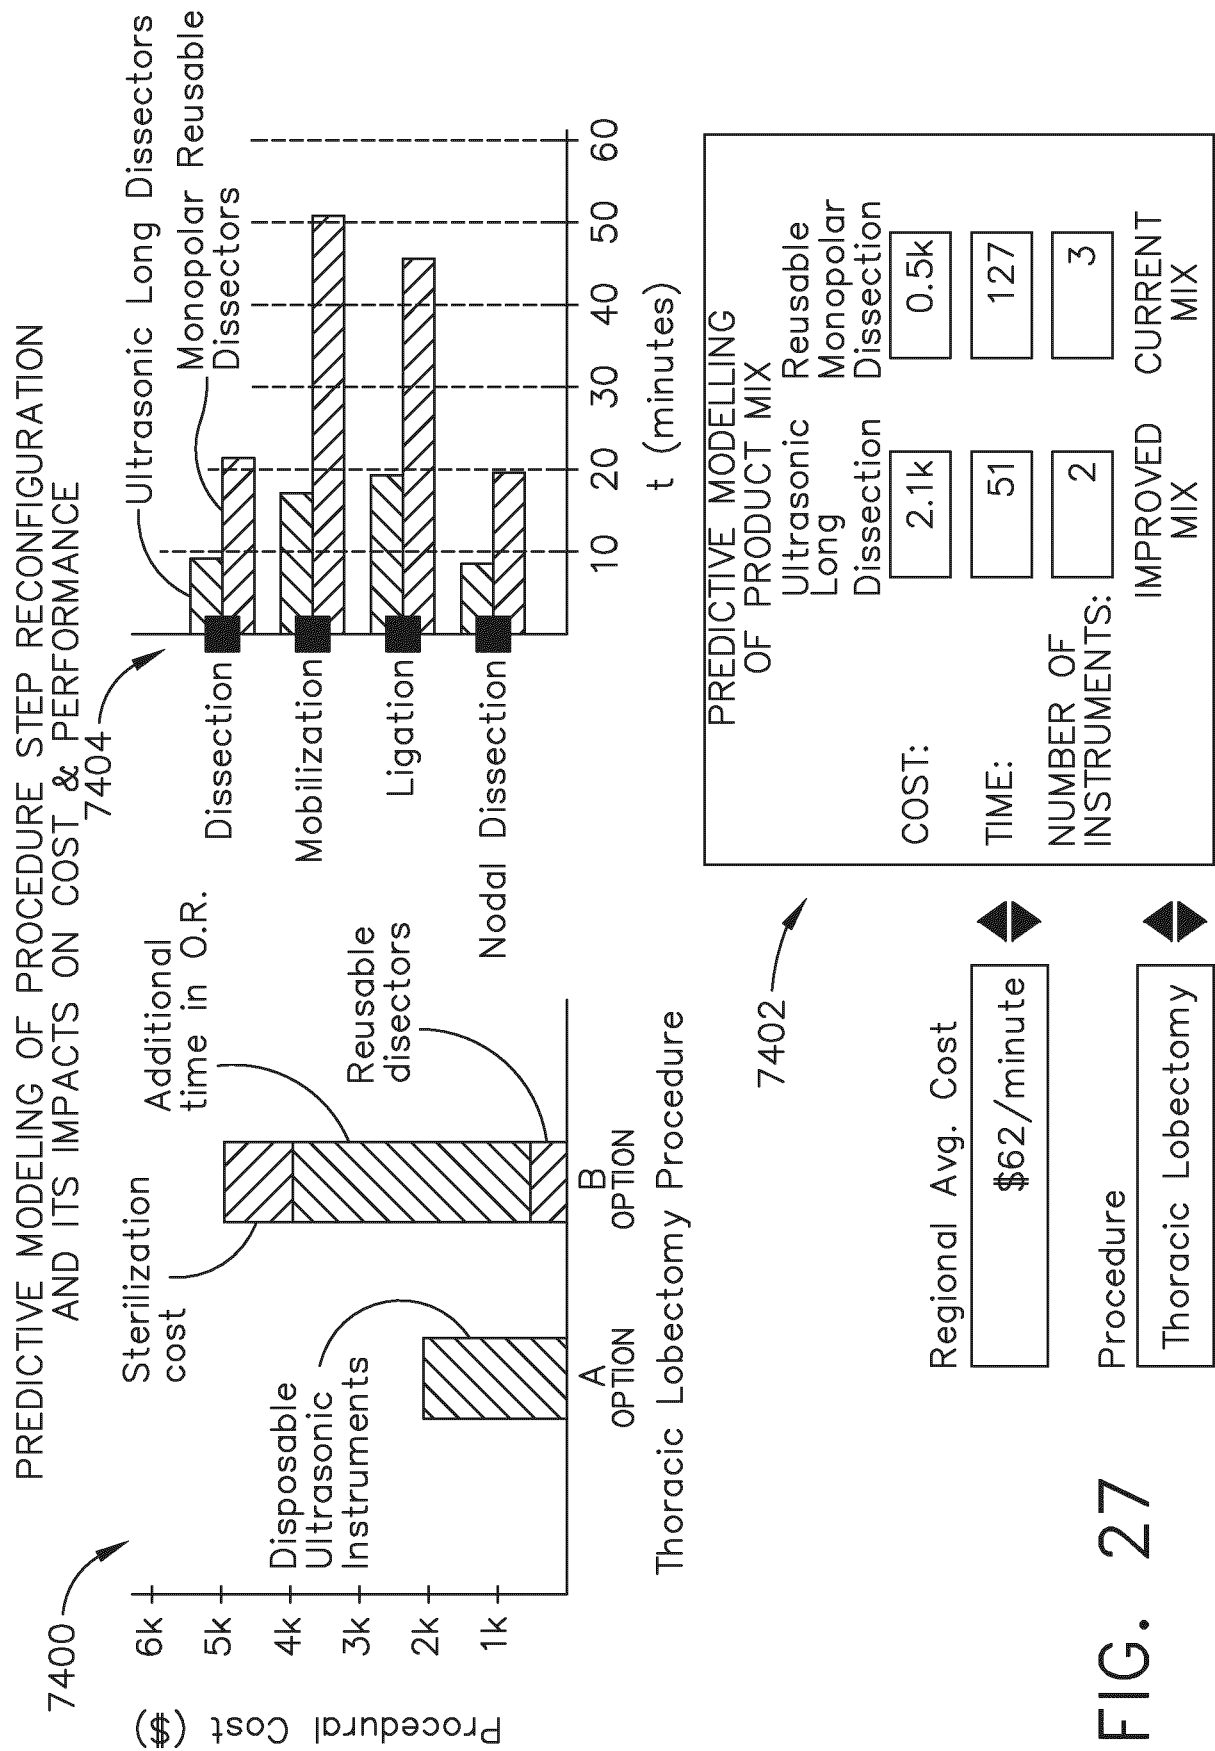 PREDICTIVE MODELING OF PROCEDURE STEP RECONFIGURATION
AND ITS IMPACTS ON COST & PERFORMANCE
7400
Procedural Cost ($)
6k
5k
4k
3k
2k
1k
Sterilization
cost
Additional
time in O.R.
Reusable
disectors
Disposable
Ultrasonic
Instruments
A
OPTION
B
OPTION
Thoracic Lobectomy Procedure
7404
Ultrasonic Long Dissectors
Monopolar Reusable
Dissectors
Dissection
Mobilization
Ligation
Nodal Dissection
10
20
30
40
50
60
t (minutes)
7402
Regional Avg. Cost
$62/minute
Procedure
Thoracic Lobectomy
PREDICTIVE MODELLING
OF PRODUCT MIX
Ultrasonic
Long
Dissection
Reusable
Monopolar
Dissection
COST:
2.1k
0.5k
TIME:
51
127
NUMBER OF
INSTRUMENTS:
2
3
IMPROVED
MIX
CURRENT
MIX
FIG. 27